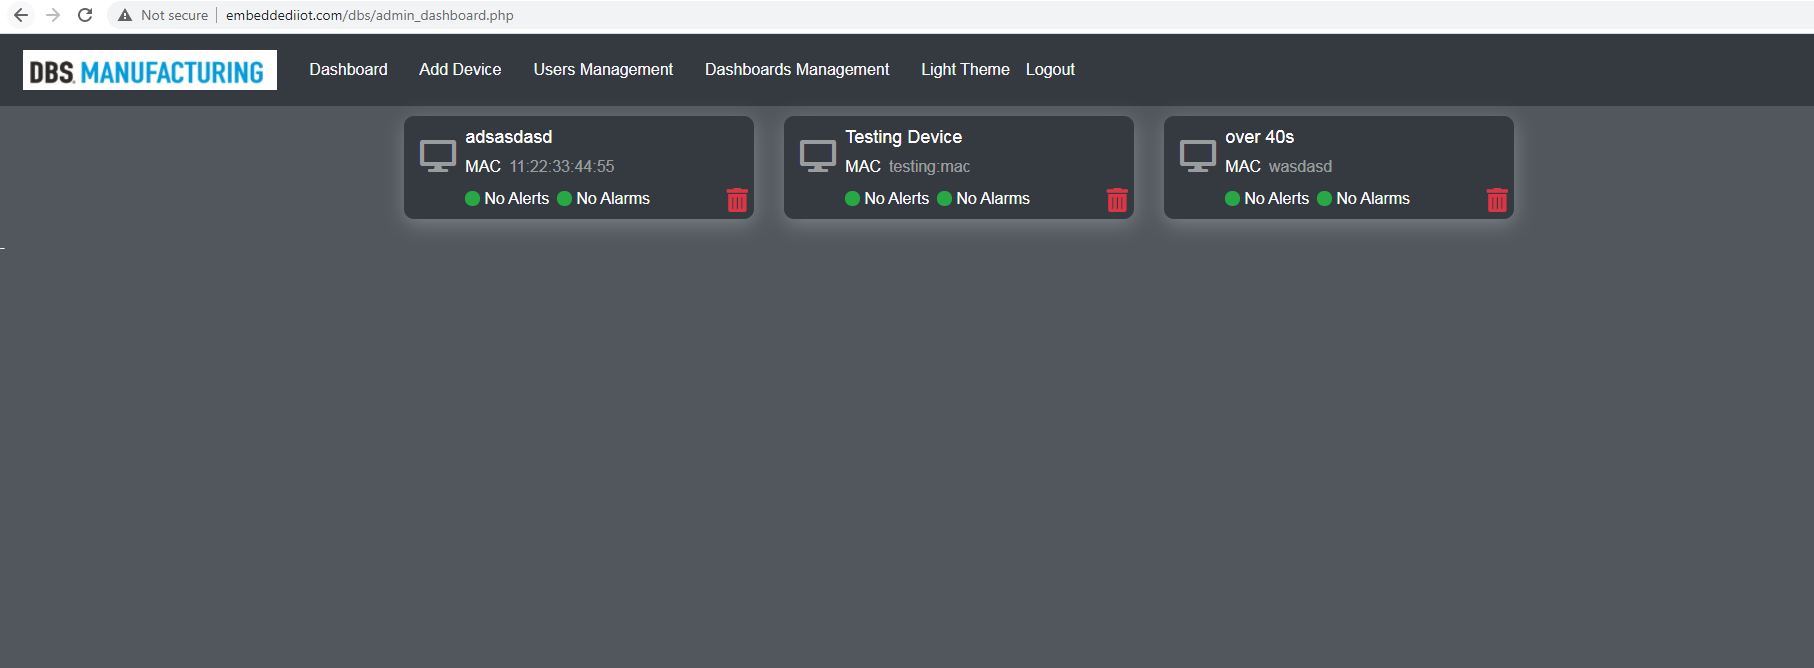 Not secure | embeddediiot.com/dbs/admin_dashboard.php
DBS. MANUFACTURING Dashboard Add Device Users Management Dashboards Management Light Theme Logout
adsasdasd
MAC 11:22:33:44:55
No Alerts No Alarms
Testing Device
MAC testing:mac
No Alerts No Alarms
over 40s
MAC wasdasd
No Alerts No Alarms